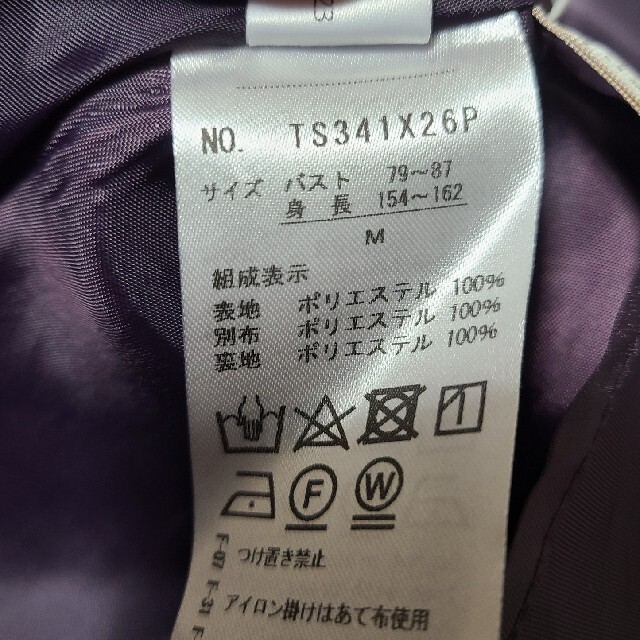 23
NO. TS341X26P
サイズ バスト 79～87
身長 154～162
M
組成表示
表地 ポリエステル 100%
別布 ポリエステル 100%
裏地 ポリエステル 100%
F
W
つけ置き禁止
アイロン掛けはあて布使用